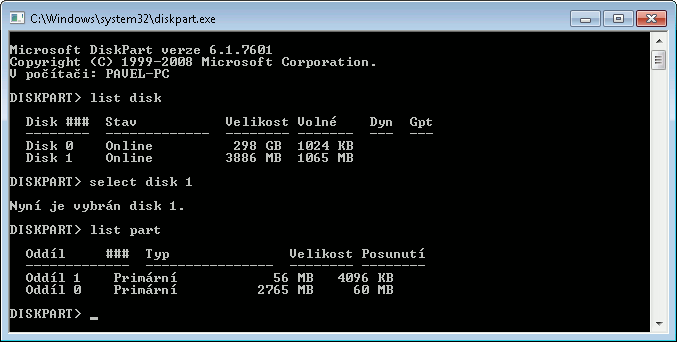 C:\Windows\system32\diskpart.exe
Microsoft DiskPart verze 6.1.7601
Copyright (C) 1999-2008 Microsoft Corporation.
V počítači: PAVEL-PC
DISKPART> list disk
Disk ### Stav Velikost Volné Dyn Gpt
-------- ------------- ------- ------- --- ---
Disk 0 Online 298 GB 1024 KB
Disk 1 Online 3886 MB 1065 MB
DISKPART> select disk 1
Nyní je vybrán disk 1.
DISKPART> list part
Oddíl ### Typ Velikost Posunutí
------------- ---------------- ------- --------
Oddíl 1 Primární 56 MB 4096 KB
Oddíl 0 Primární 2765 MB 60 MB
DISKPART> _